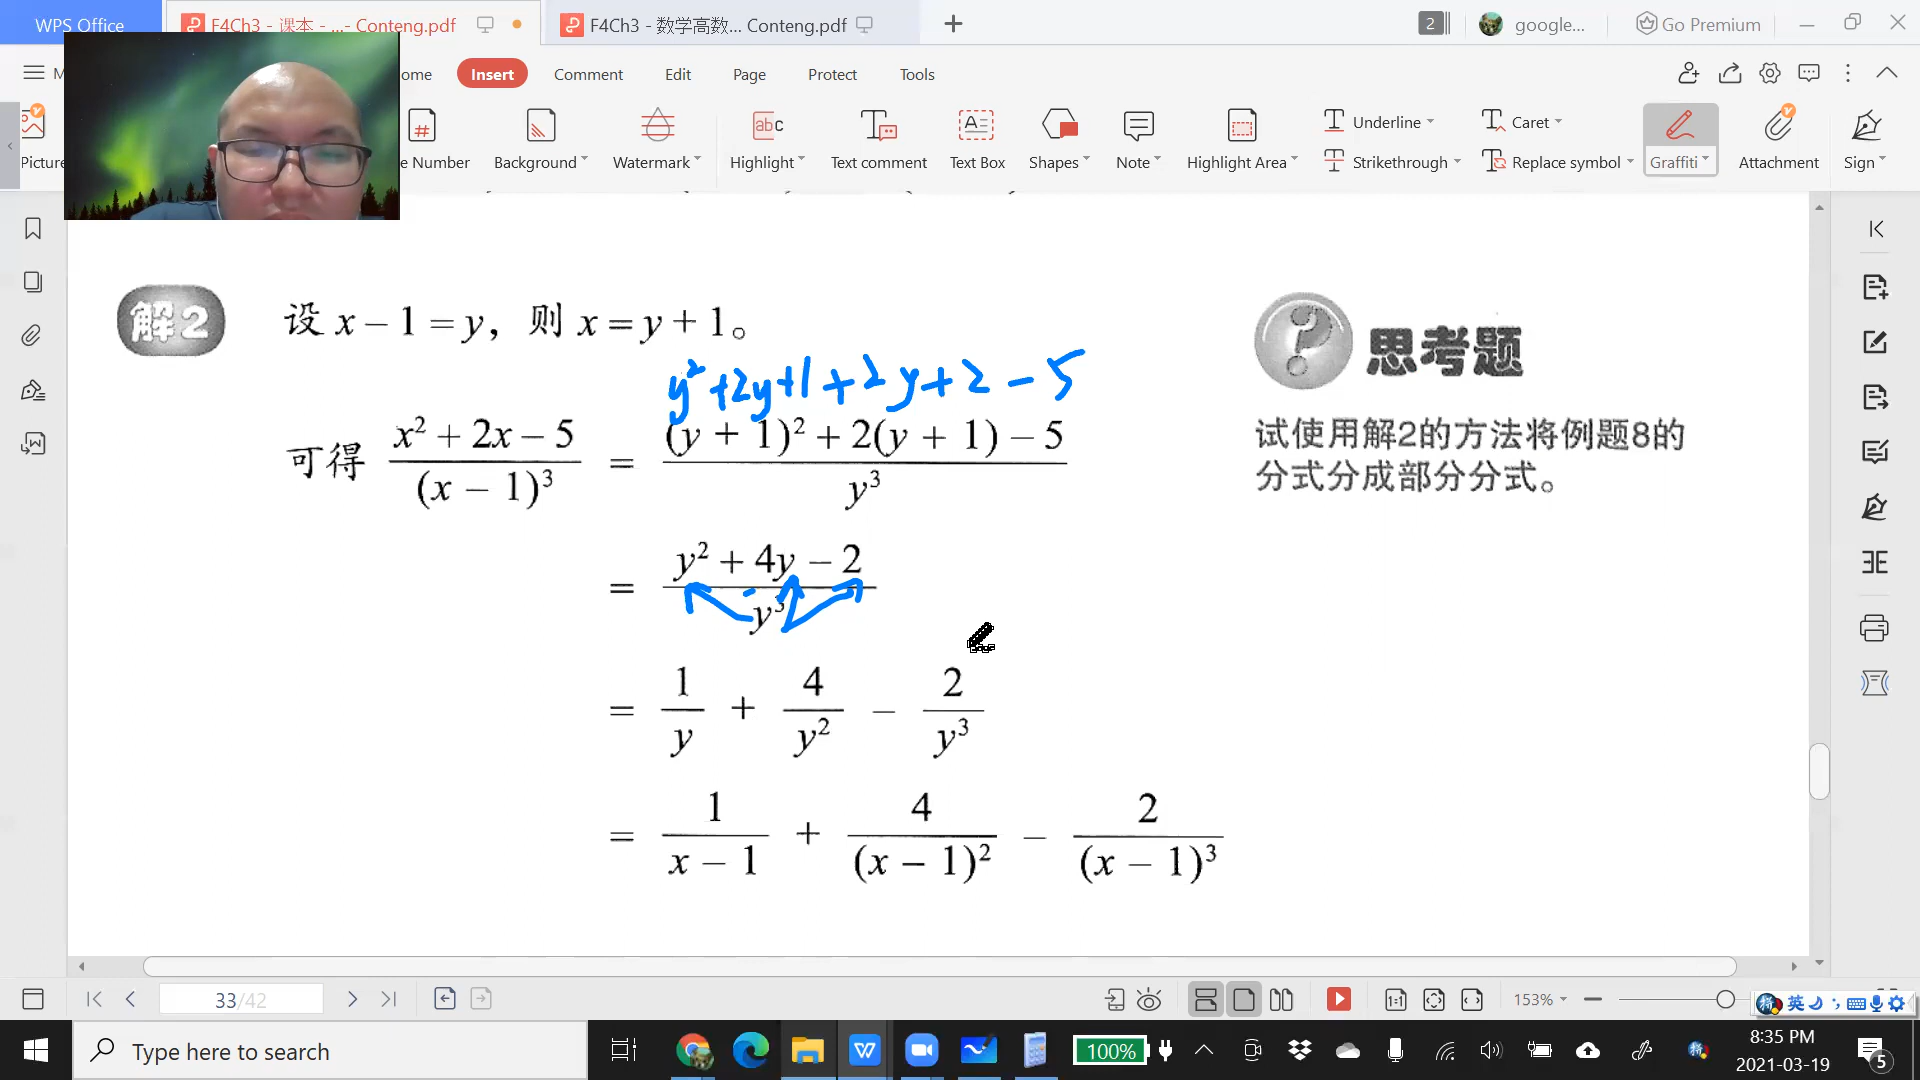 WPS Office
F4Ch3 - 课本 - ...- Conteng.pdf
F4Ch3 - 数学高数... Conteng.pdf
2
google...
Go Premium
Insert
Comment
Edit
Page
Protect
Tools
Picture
Background
Watermark
Highlight
Text comment
Text Box
Shapes
Note
Highlight Area
Underline
Strikethrough
Caret
Replace symbol
Graffiti
Attachment
Sign
解2
设 x − 1 = y, 则 x = y + 1。
y² + 2y + 1 + 2y + 2 − 5
可得 (x² + 2x − 5)/(x − 1)³ = ((y + 1)² + 2(y + 1) − 5)/y³
= (y² + 4y − 2)/y³
= 1/y + 4/y² − 2/y³
= 1/(x − 1) + 4/(x − 1)² − 2/(x − 1)³
?
思考题
试使用解2的方法将例题8的
分式分成部分分式。
33/42
153%
英
Type here to search
100%
8:35 PM
2021-03-19
5